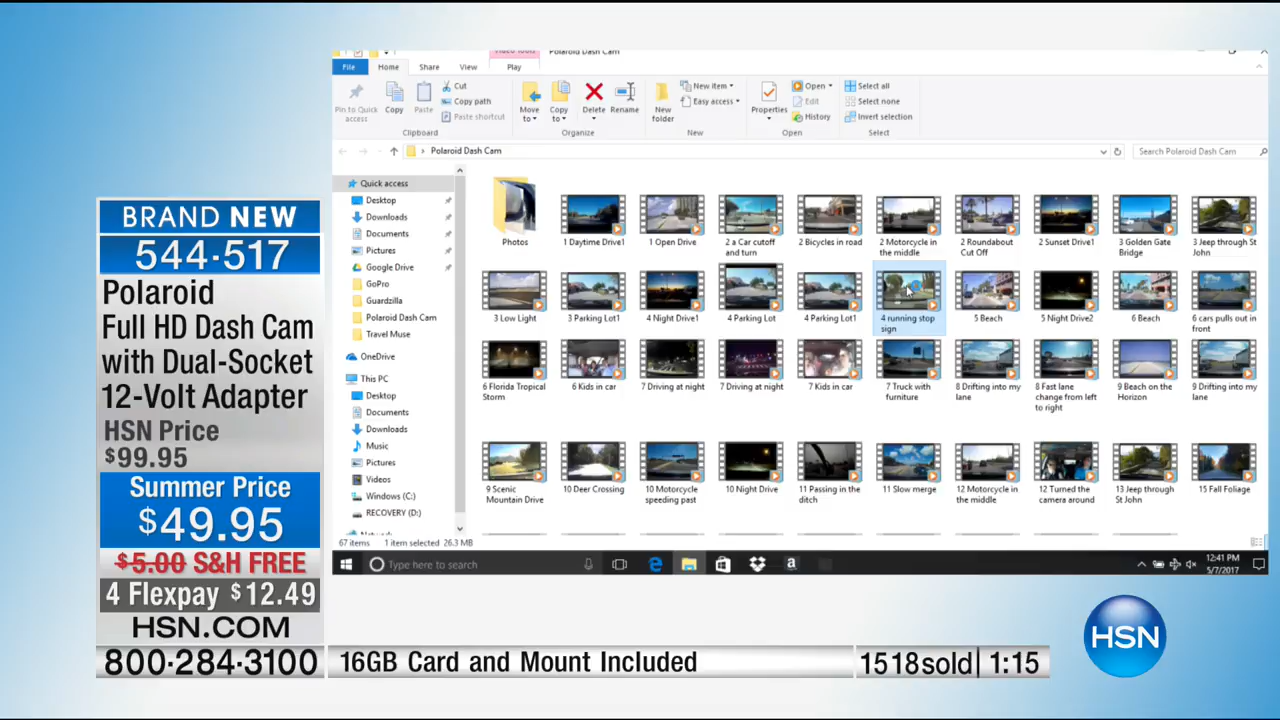 BRAND NEW
544-517
Polaroid
Full HD Dash Cam
with Dual-Socket
12-Volt Adapter
HSN Price
$99.95
Summer Price
$49.95
$5.00 S&H FREE
4 Flexpay $12.49
HSN.COM
800-284-3100
16GB Card and Mount Included
1518sold 1:15
HSN
Video Tools Polaroid Dash Cam
File Home Share View Play
Pin to Quick access
Copy
Paste
Cut
Copy path
Paste shortcut
Clipboard
Move to
Copy to
Delete
Rename
Organize
New folder
New item
Easy access
New
Properties
Open
Edit
History
Open
Select all
Select none
Invert selection
Select
Polaroid Dash Cam
Search Polaroid Dash Cam
Quick access
Desktop
Downloads
Documents
Pictures
Google Drive
GoPro
Guardzilla
Polaroid Dash Cam
Travel Muse
OneDrive
This PC
Desktop
Documents
Downloads
Music
Pictures
Videos
Windows (C:)
RECOVERY (D:)
Photos
1 Daytime Drive1
1 Open Drive
2 a Car cutoff and turn
2 Bicycles in road
2 Motorcycle in the middle
2 Roundabout Cut Off
2 Sunset Drive1
3 Golden Gate Bridge
3 Jeep through St John
3 Low Light
3 Parking Lot1
4 Night Drive1
4 Parking Lot
4 Parking Lot1
4 running stop sign
5 Beach
5 Night Drive2
6 Beach
6 cars pulls out in front
6 Florida Tropical Storm
6 Kids in car
7 Driving at night
7 Driving at night
7 Kids in car
7 Truck with furniture
8 Drifting into my lane
8 Fast lane change from left to right
9 Beach on the Horizon
9 Drifting into my lane
9 Scenic Mountain Drive
10 Deer Crossing
10 Motorcycle speeding past
10 Night Drive
11 Passing in the ditch
11 Slow merge
12 Motorcycle in the middle
12 Turned the camera around
13 Jeep through St John
15 Fall Foliage
67 items 1 item selected 26.3 MB
Type here to search
12:41 PM
5/7/2017